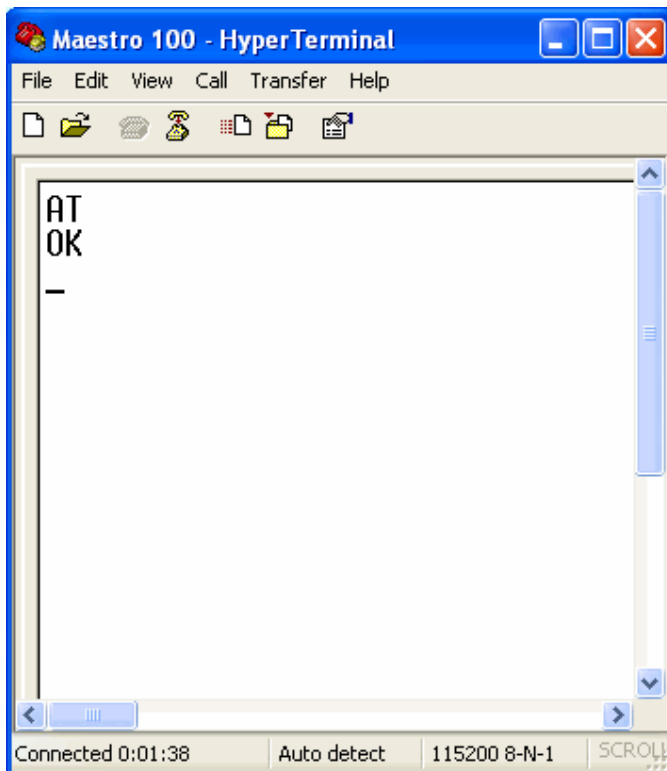 Maestro 100 - HyperTerminal
File Edit View Call Transfer Help
AT
OK
_
Connected 0:01:38 Auto detect 115200 8-N-1 SCROLL